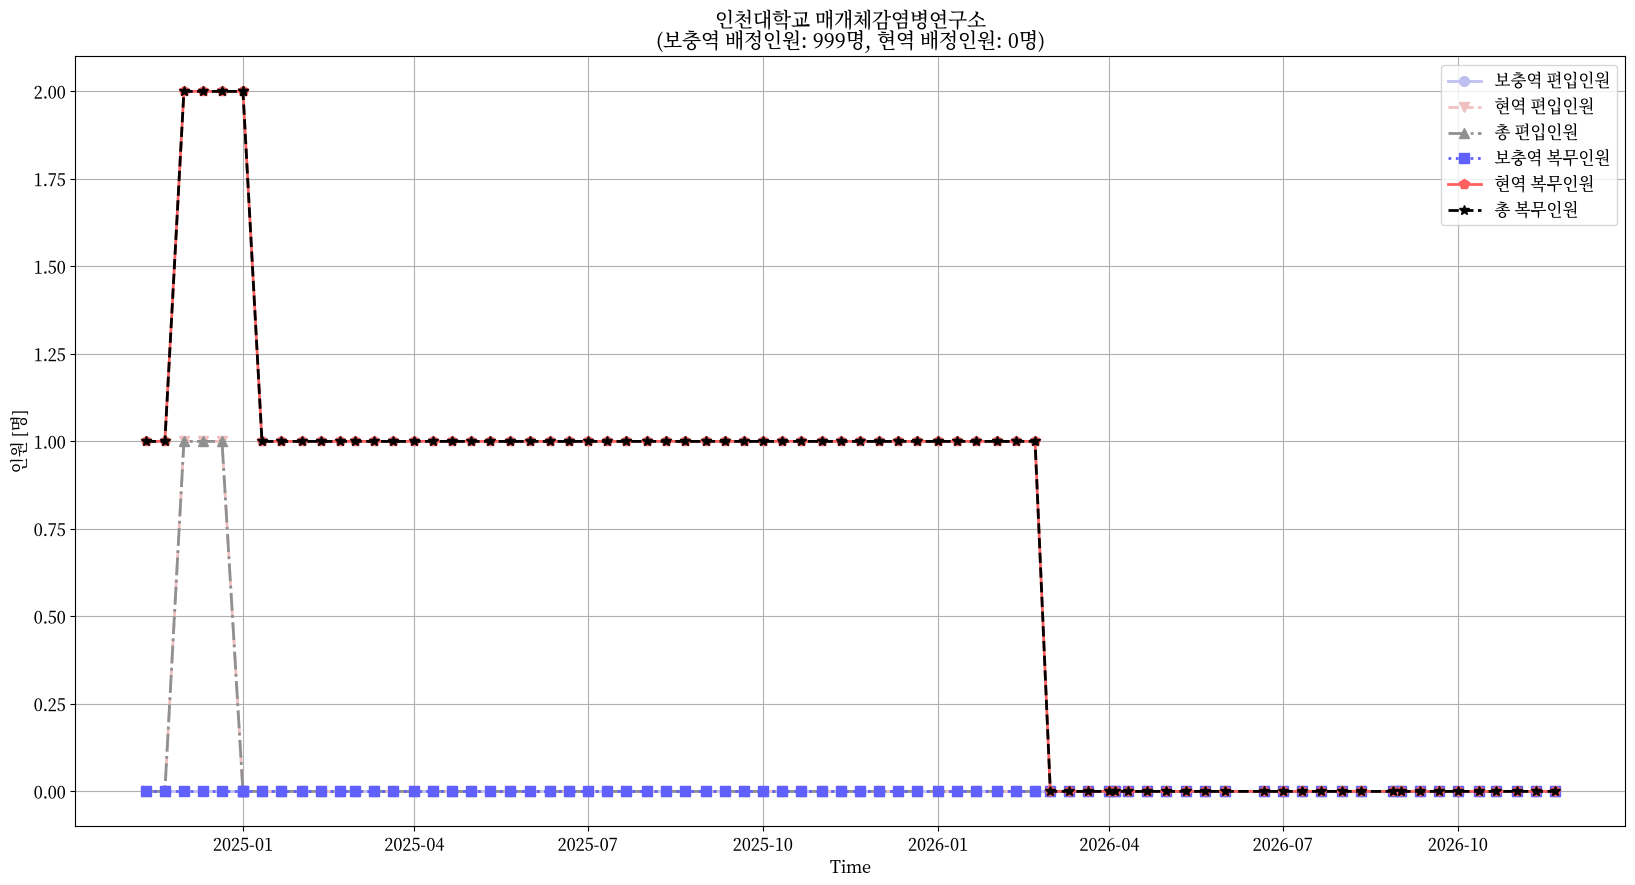 인천대학교 매개체감염병연구소
(보충역 배정인원: 999명, 현역 배정인원: 0명)
보충역 편입인원
현역 편입인원
총 편입인원
보충역 복무인원
현역 복무인원
총 복무인원
인원 [명]
2.00
1.75
1.50
1.25
1.00
0.75
0.50
0.25
0.00
2025-01
2025-04
2025-07
2025-10
2026-01
2026-04
2026-07
2026-10
Time